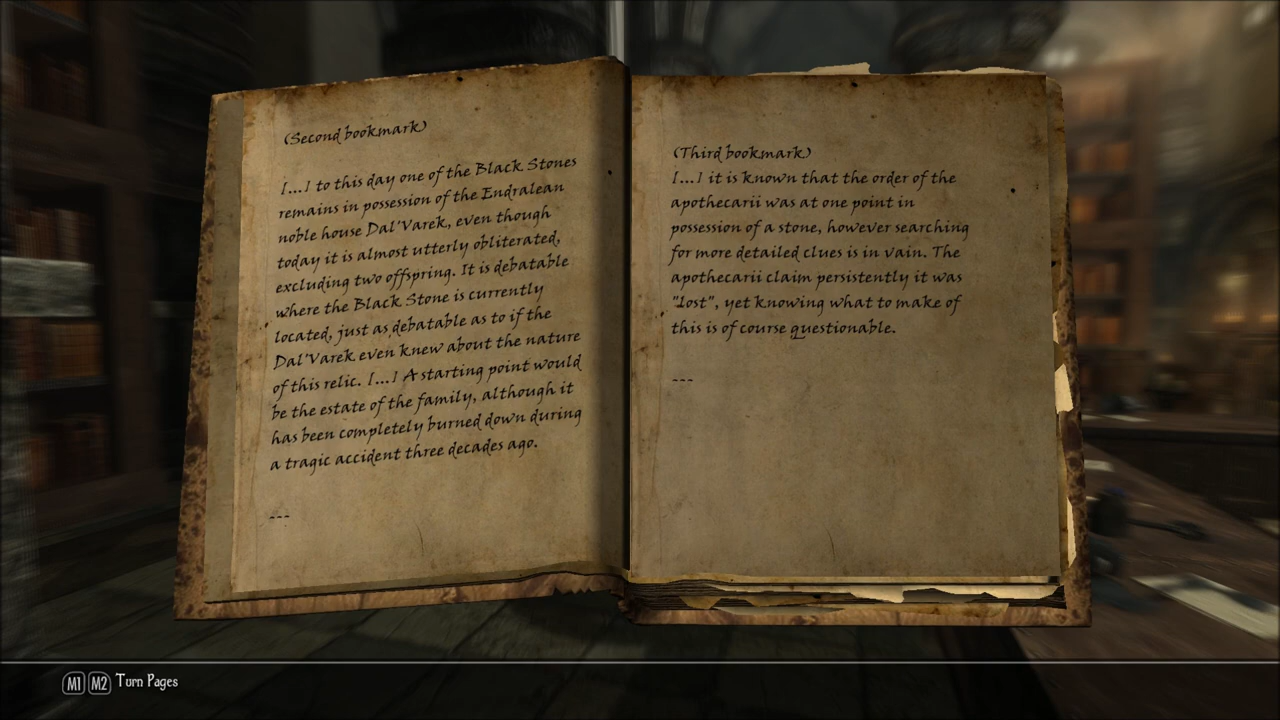 (Second bookmark)
[...] to this day one of the Black Stones
remains in possession of the Endralean
noble house Dal'Varek, even though
today it is almost utterly obliterated,
excluding two offspring. It is debatable
where the Black Stone is currently
located, just as debatable as to if the
Dal'Varek even knew about the nature
of this relic. [...] A starting point would
be the estate of the family, although it
has been completely burned down during
a tragic accident three decades ago.
---
(Third bookmark)
[...] it is known that the order of the
apothecarii was at one point in
possession of a stone, however searching
for more detailed clues is in vain. The
apothecarii claim persistently it was
"lost", yet knowing what to make of
this is of course questionable.
---
M1 M2 Turn Pages